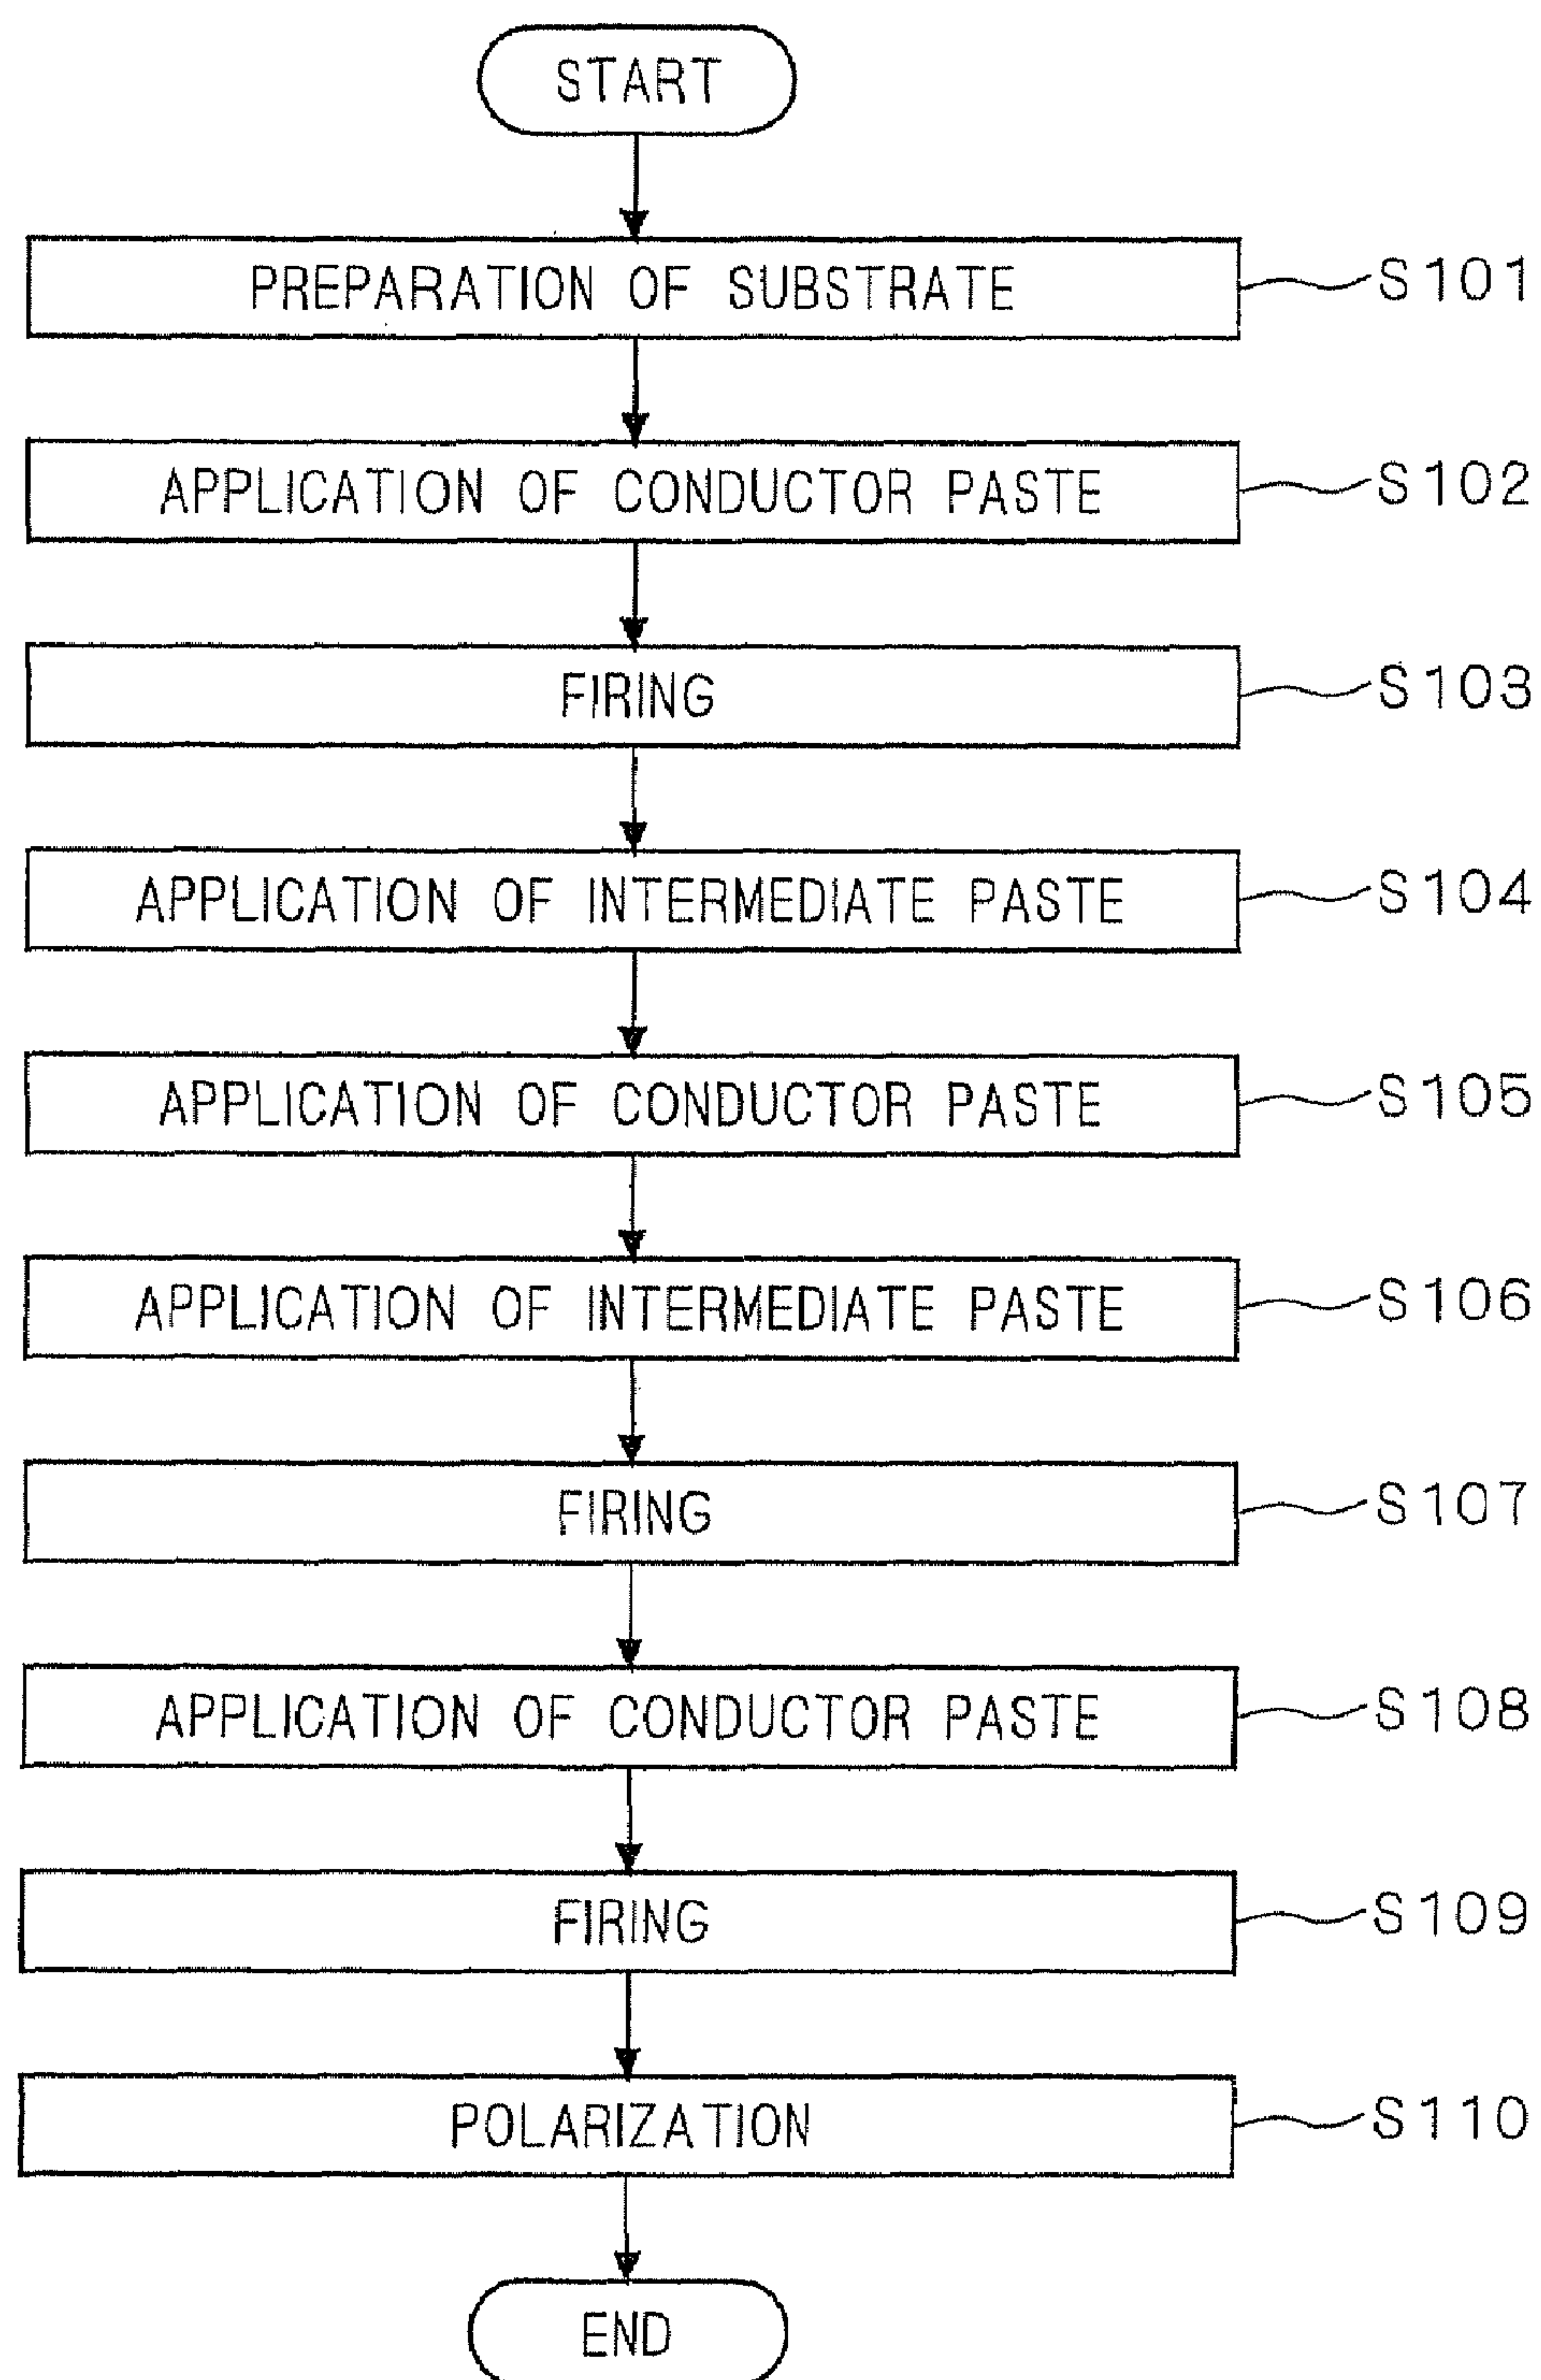 START
PREPARATION OF SUBSTRATE S101
APPLICATION OF CONDUCTOR PASTE S102
FIRING S103
APPLICATION OF INTERMEDIATE PASTE S104
APPLICATION OF CONDUCTOR PASTE S105
APPLICATION OF INTERMEDIATE PASTE S106
FIRING S107
APPLICATION OF CONDUCTOR PASTE S108
FIRING S109
POLARIZATION S110
END